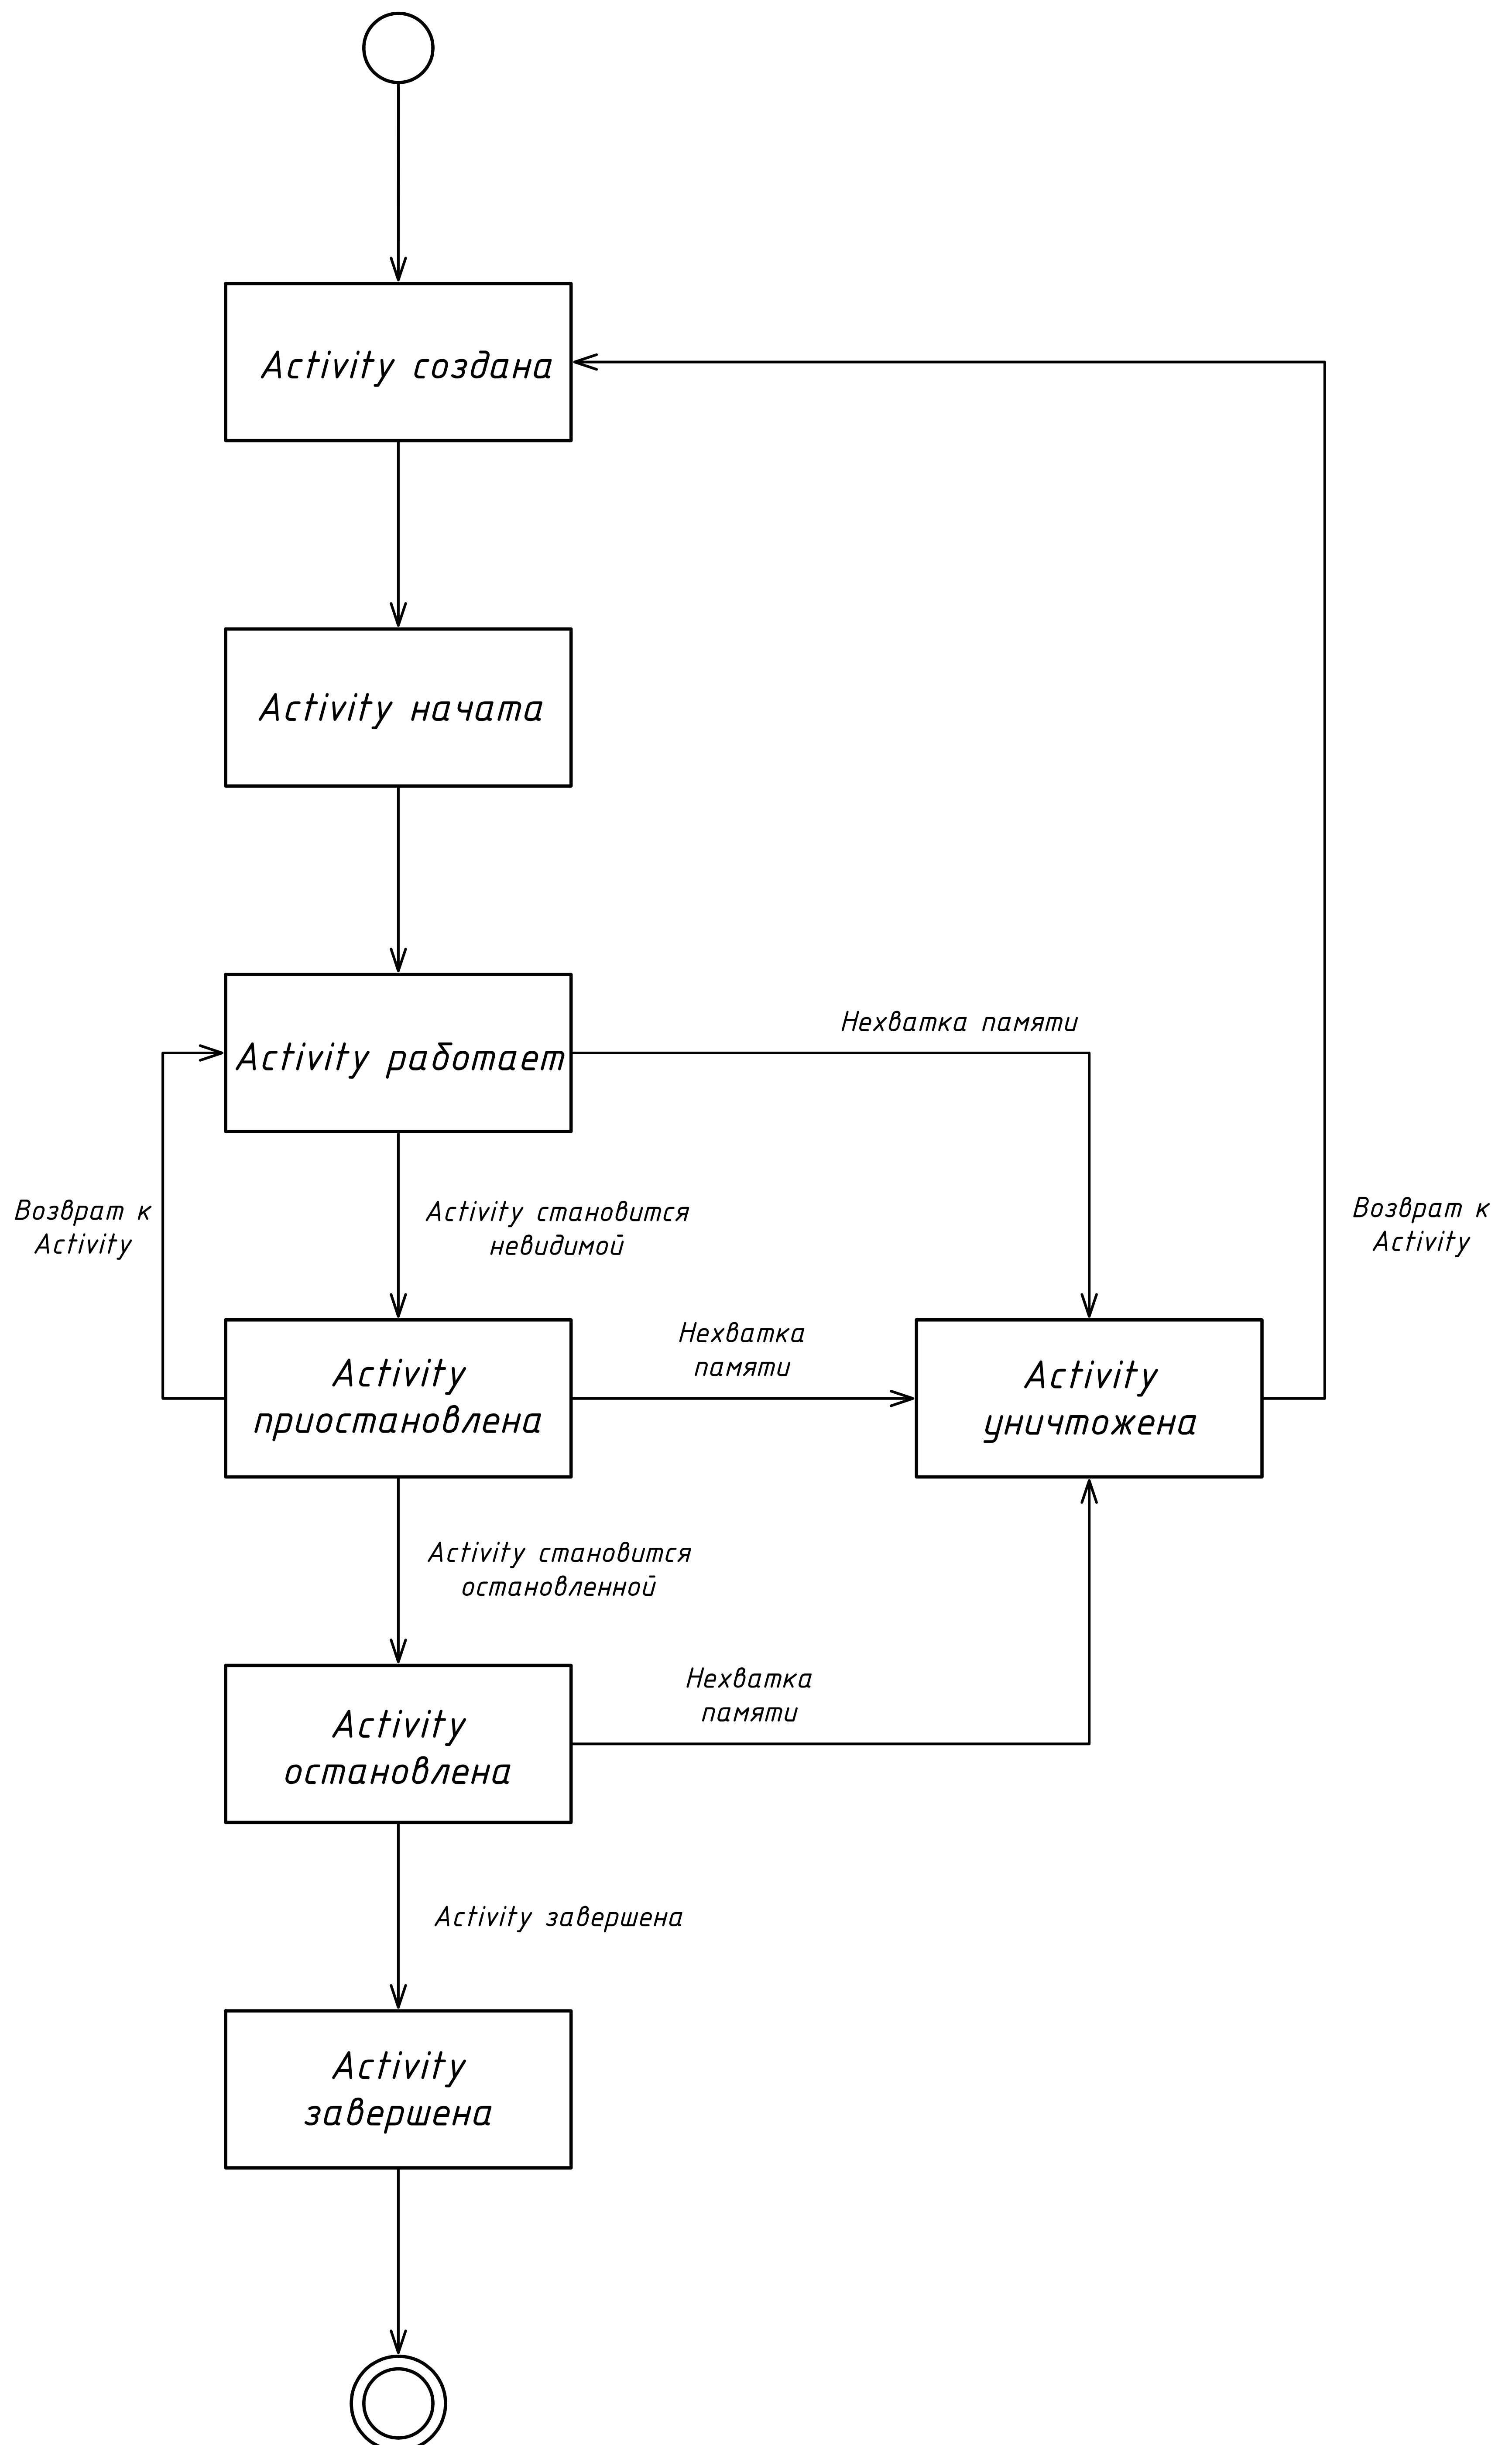 Activity создана
Activity начата
Нехватка памяти
Activity работает
Возврат к
Activity
Activity становится
невидимой
Возврат к
Activity
Нехватка
памяти
Activity
приостановлена
Activity
уничтожена
Activity становится
остановленной
Нехватка
памяти
Activity
остановлена
Activity завершена
Activity
завершена